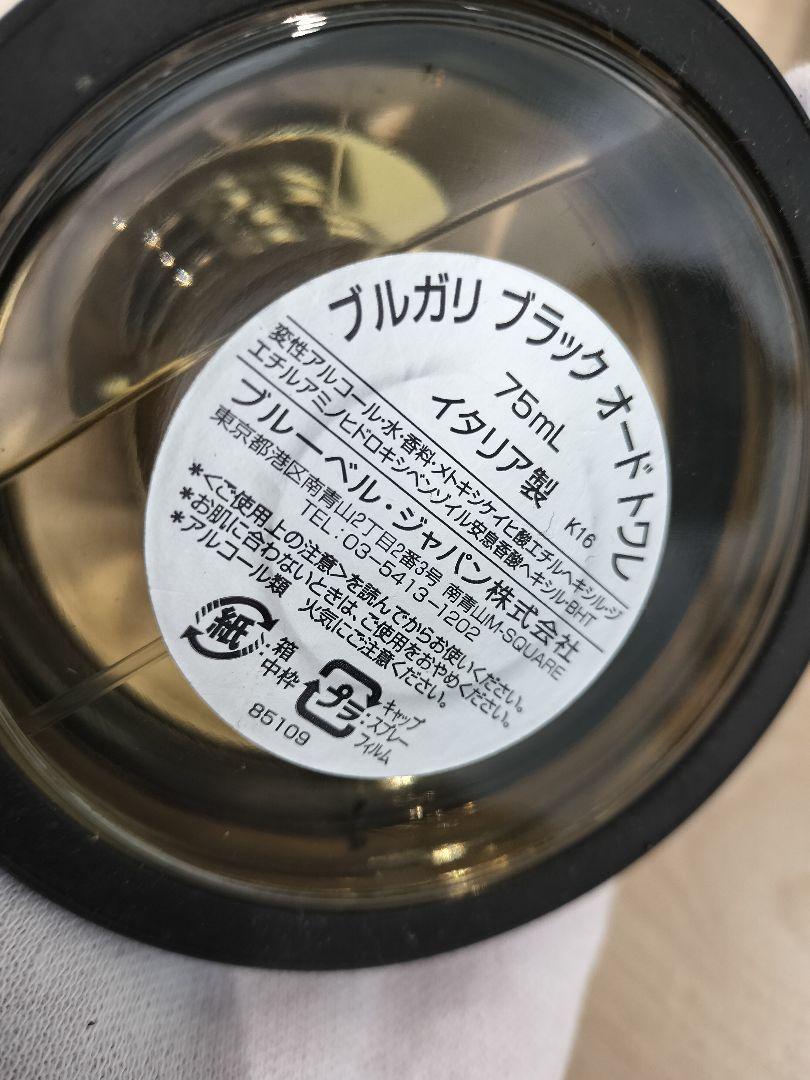 ブルガリ ブラック オードトワレ
75mL
イタリア製
K16
変性アルコール・水・香料・メトキシケイヒ酸エチルヘキシル・ジ
エチルアミノヒドロキシベンゾイル安息香酸ヘキシル・BHT
ブルーベル・ジャパン株式会社
東京都港区南青山2丁目2番3号 南青山M-SQUARE
TEL:03-5413-1202
*<ご使用上の注意>を読んでからお使いください。
*お肌に合わないときは、ご使用をおやめください。
*アルコール類 火気にご注意ください。
紙
箱
中枠
プラ
:キャップ
・スプレー
フィルム
85109